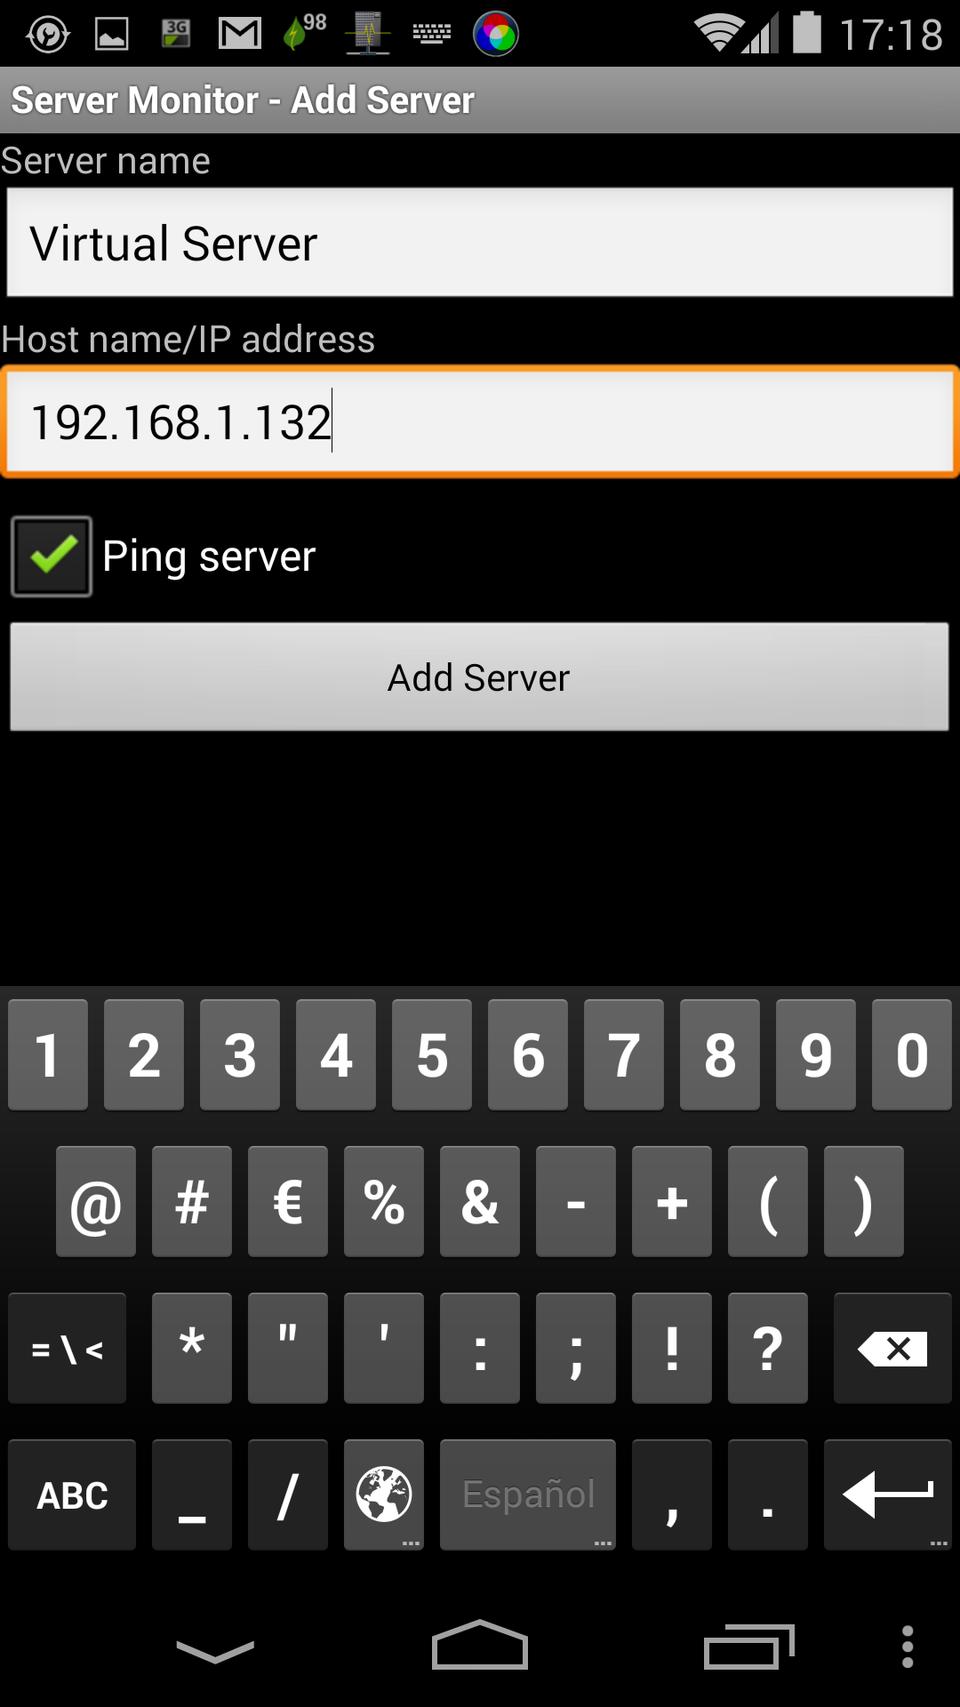 3G 98 17:18
Server Monitor - Add Server
Server name
Virtual Server
Host name/IP address
192.168.1.132
Ping server
Add Server
1 2 3 4 5 6 7 8 9 0
@ # € % & - + ( )
= \ < * " ' : ; ! ?
ABC _ / Español , .